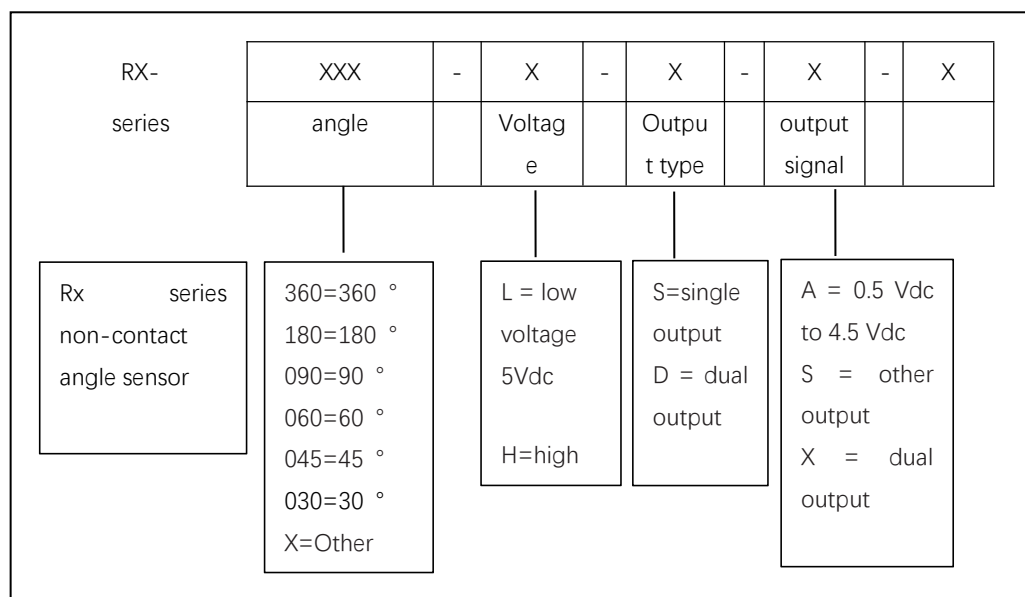 RX- XXX - X - X - X - X
series angle Voltag Outpu output
e t type signal
Rx series
non-contact
angle sensor
360=360 °
180=180 °
090=90 °
060=60 °
045=45 °
030=30 °
X=Other
L = low
voltage
5Vdc
H=high
S=single
output
D = dual
output
A = 0.5 Vdc
to 4.5 Vdc
S = other
output
X = dual
output